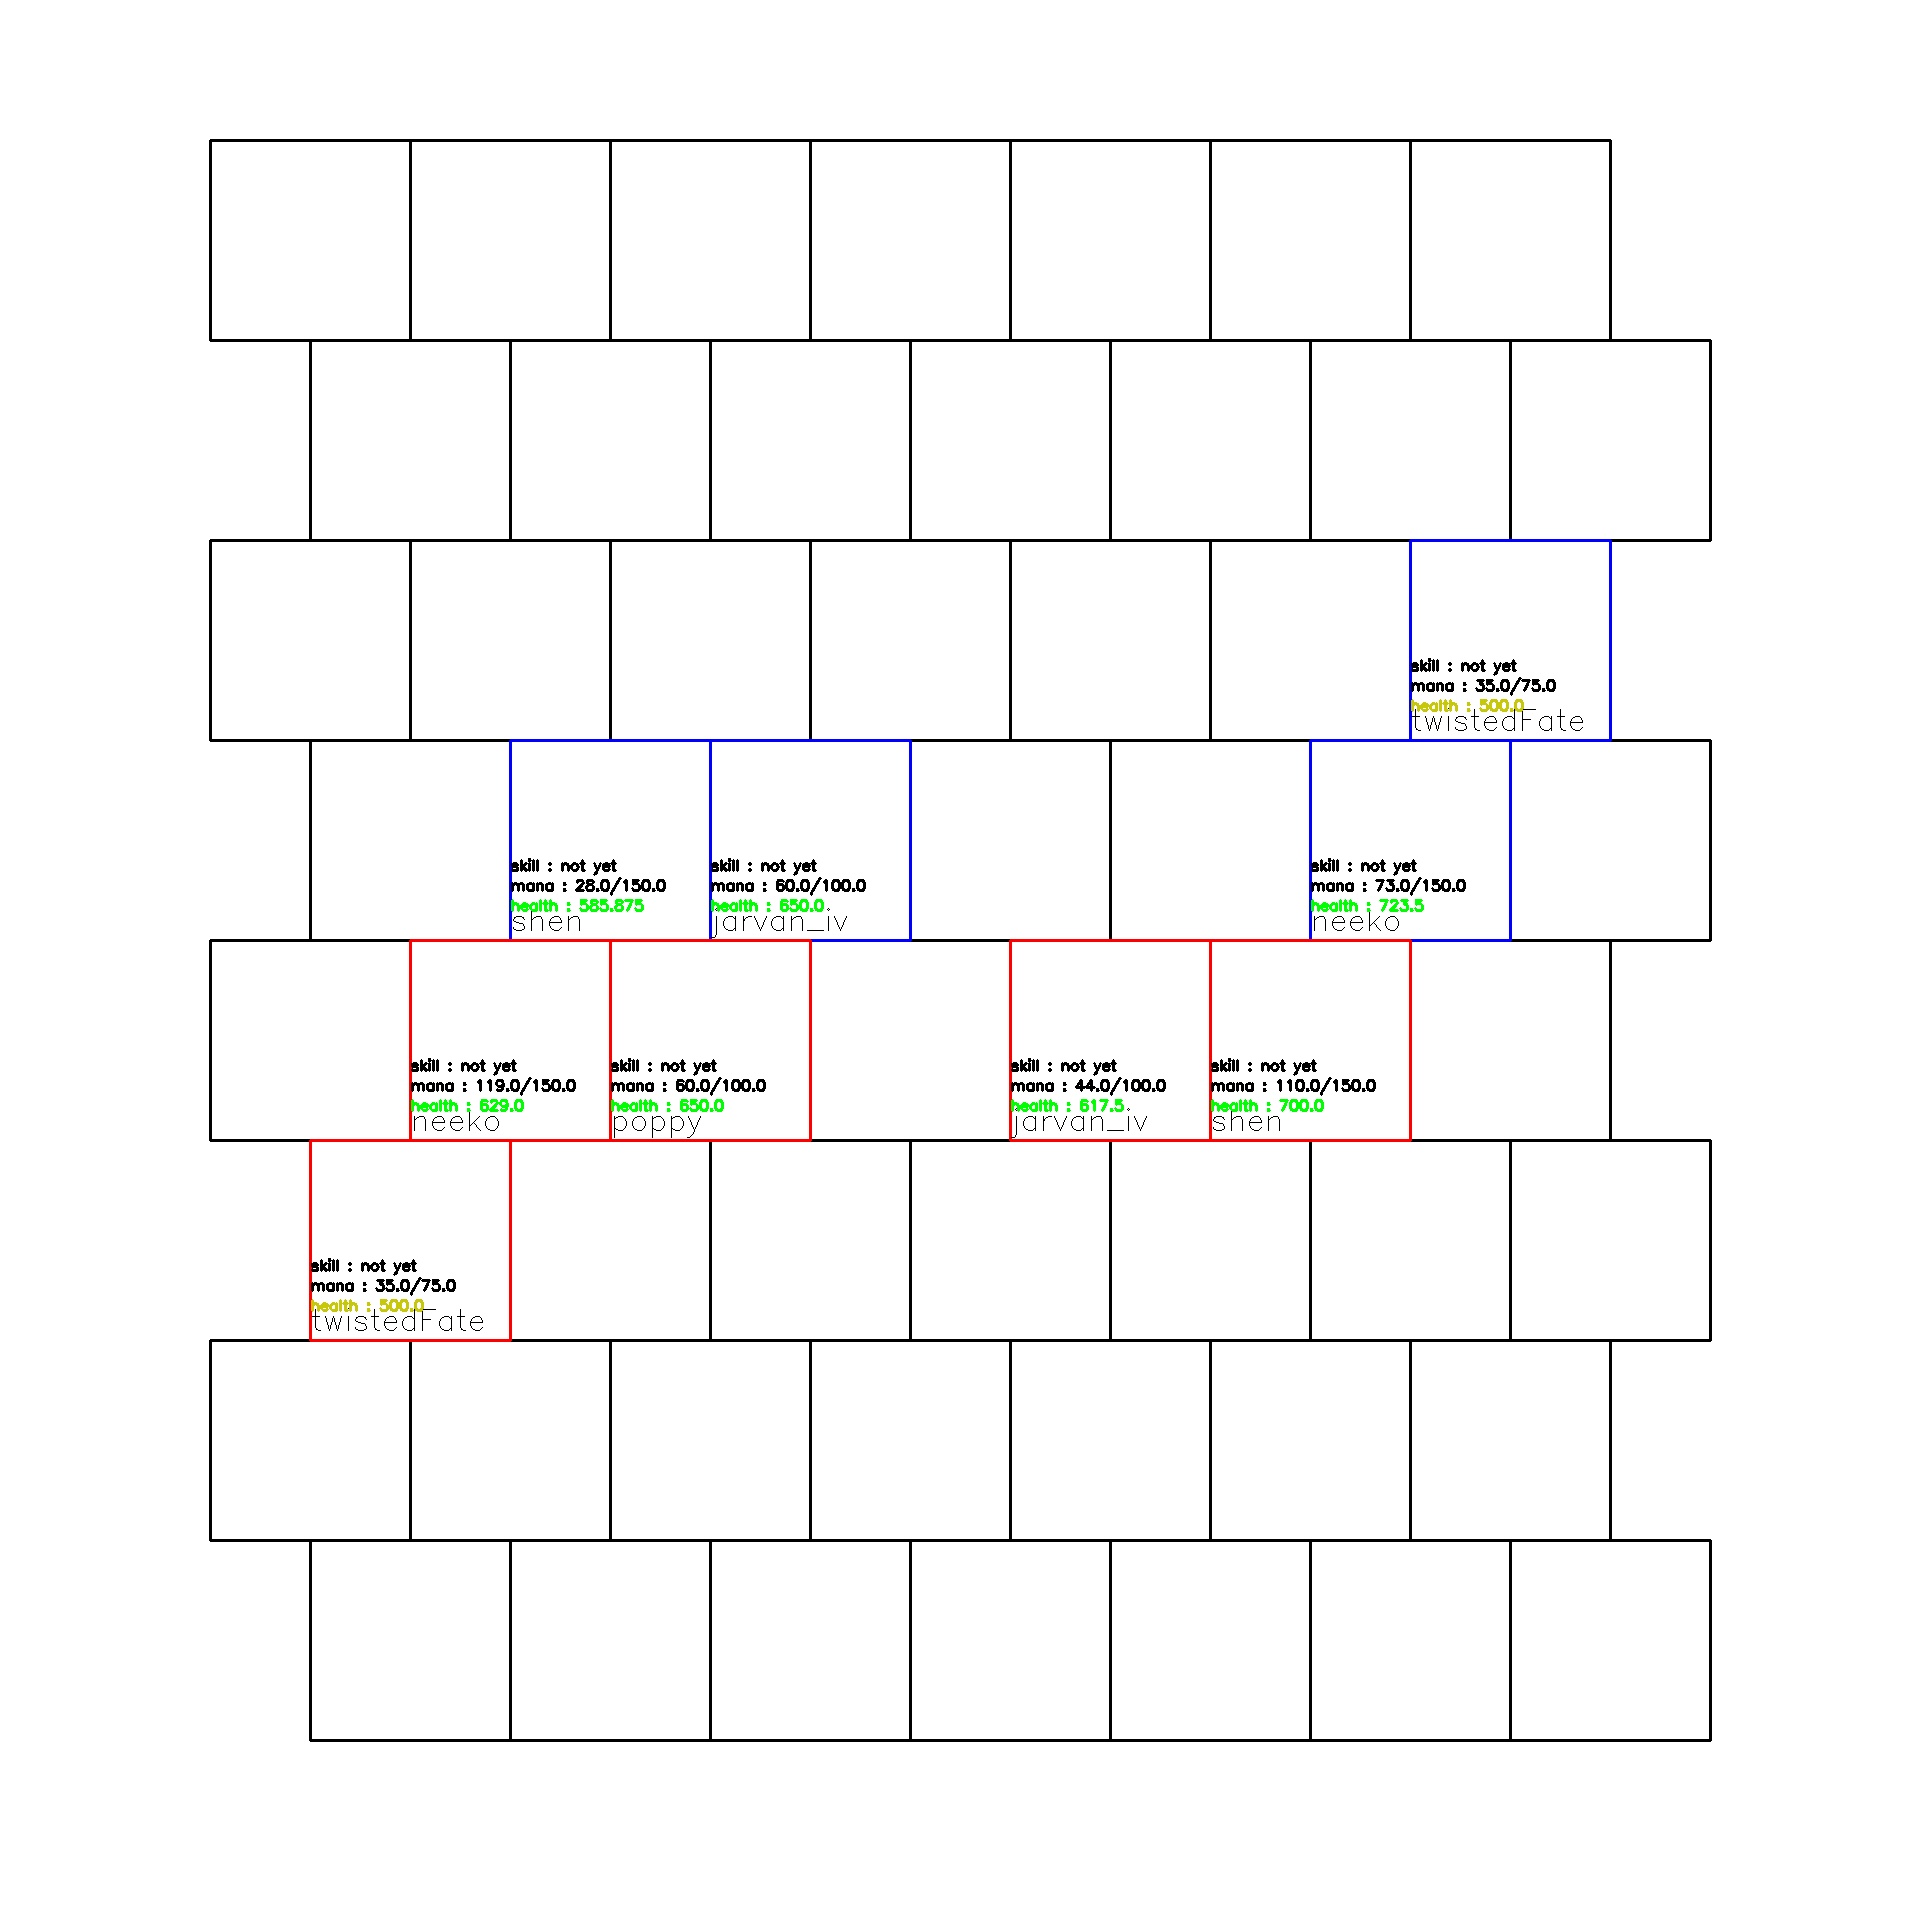 skill : not yet
mana : 35.0/75.0
health : 500.0
twistedFate
skill : not yet
mana : 28.0/150.0
health : 585.875
shen
skill : not yet
mana : 60.0/100.0
health : 650.0
jarvan_iv
skill : not yet
mana : 73.0/150.0
health : 723.5
neeko
skill : not yet
mana : 119.0/150.0
health : 629.0
neeko
skill : not yet
mana : 60.0/100.0
health : 650.0
poppy
skill : not yet
mana : 44.0/100.0
health : 617.5
jarvan_iv
skill : not yet
mana : 110.0/150.0
health : 700.0
shen
skill : not yet
mana : 35.0/75.0
health : 500.0
twistedFate